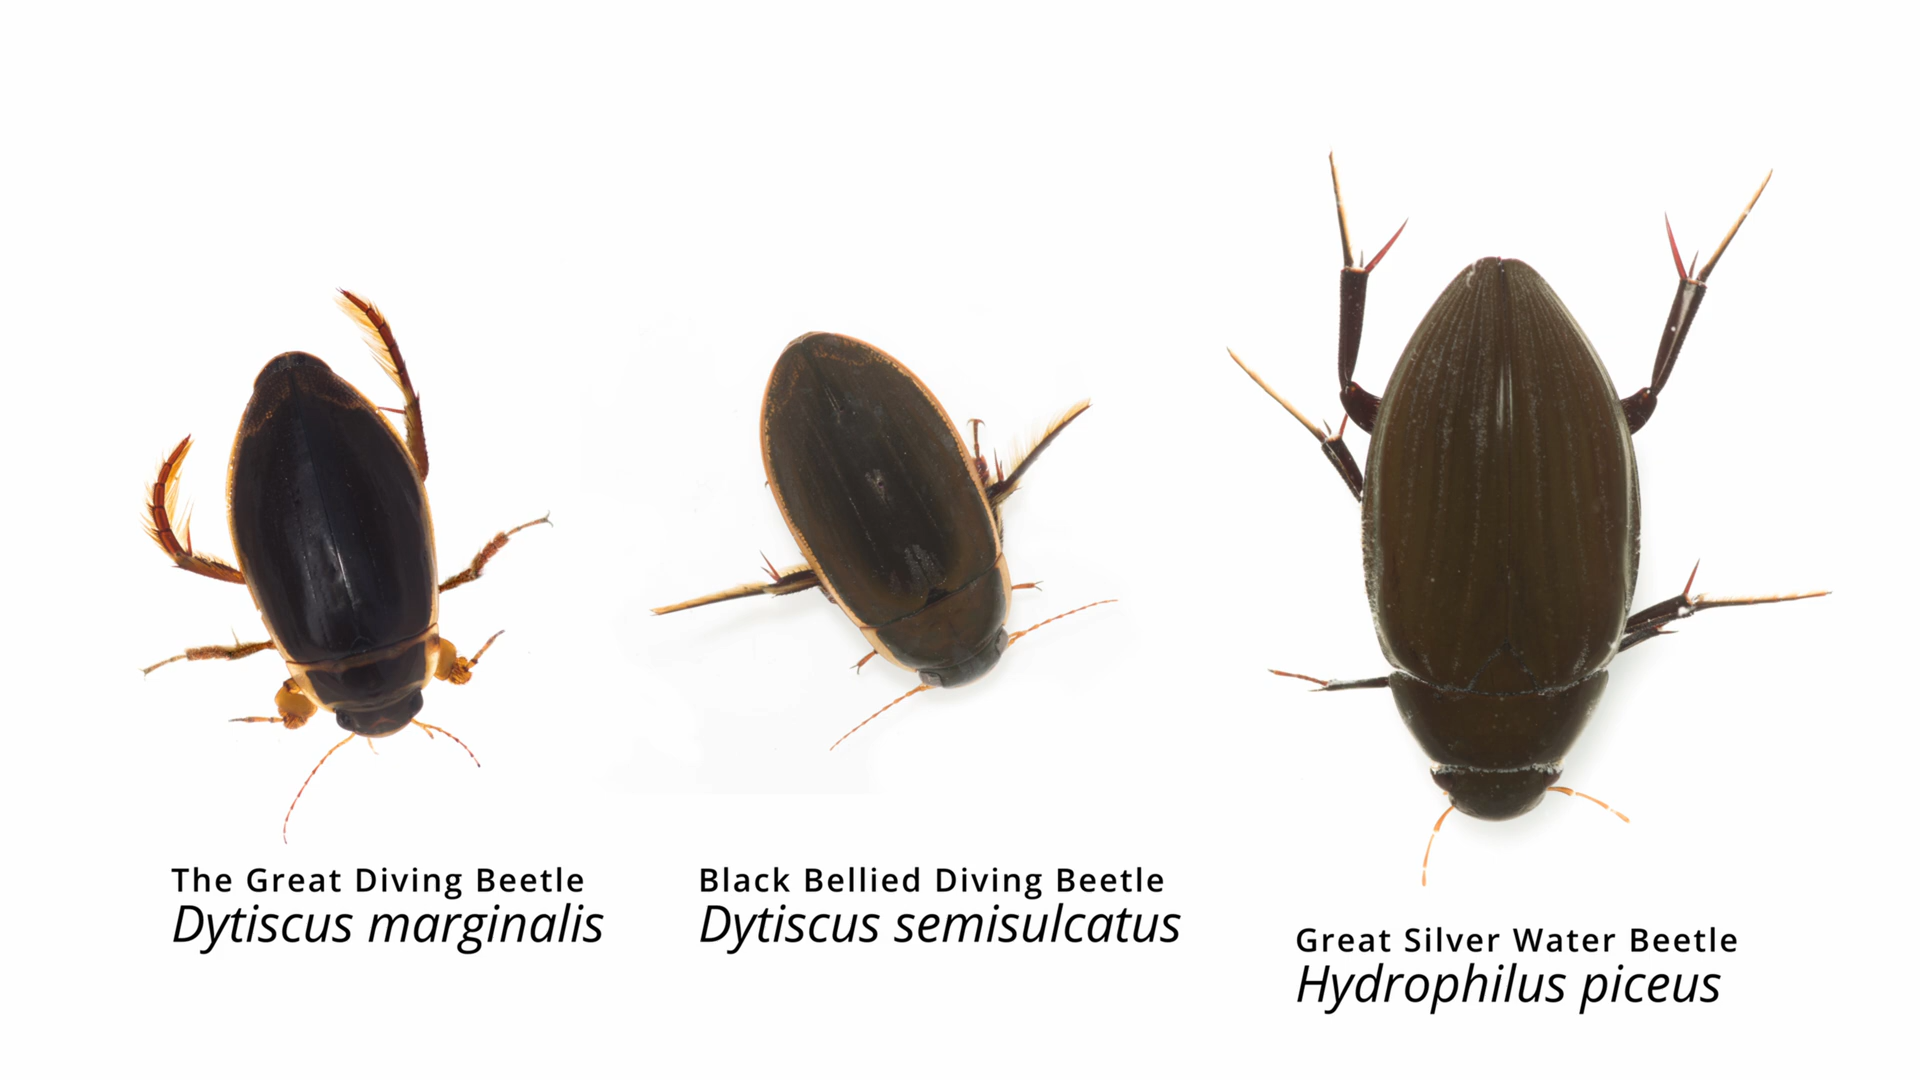 The Great Diving Beetle
Dytiscus marginalis
Black Bellied Diving Beetle
Dytiscus semisulcatus
Great Silver Water Beetle
Hydrophilus piceus